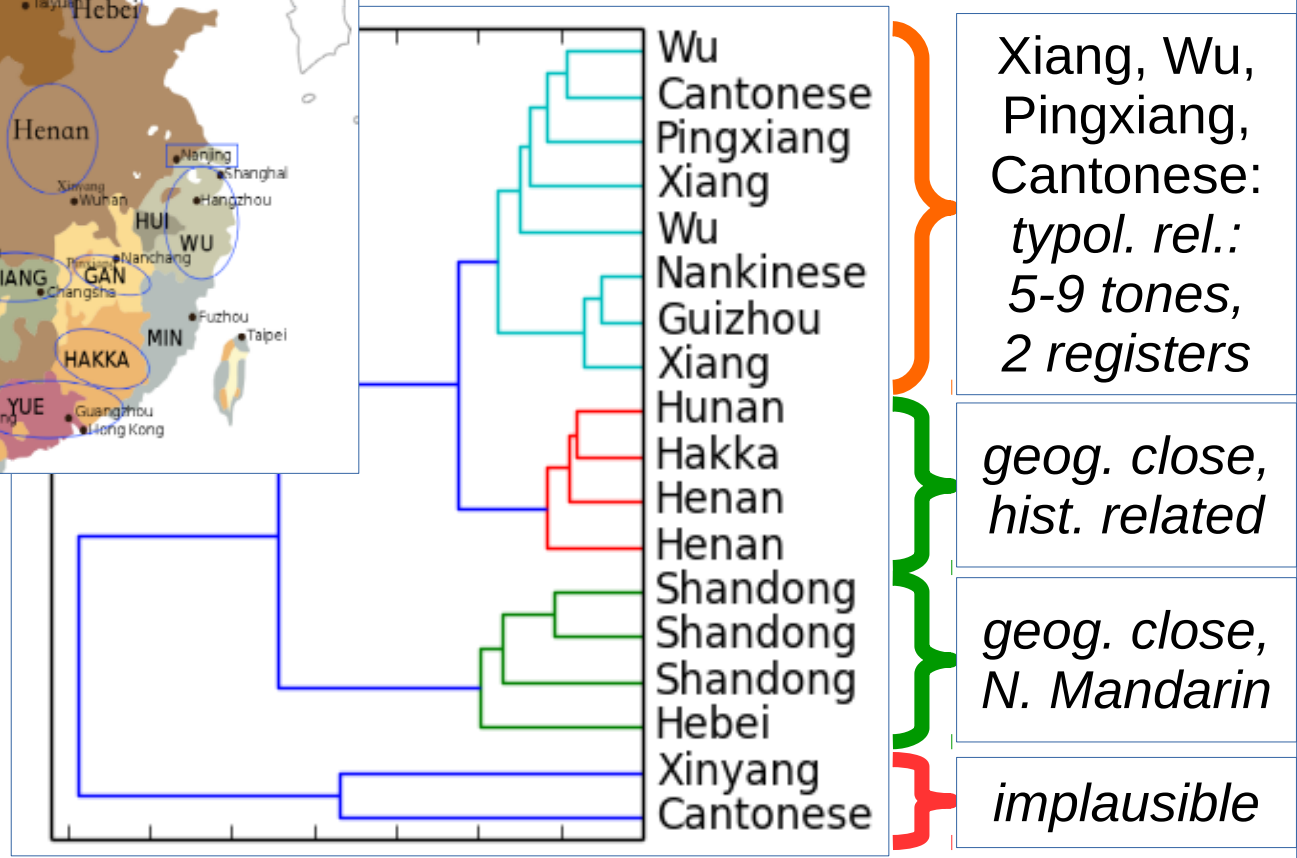 Taiyuan
Hebei
Henan
Nanjing
Shanghai
Xinyang
Wuhan
Hangzhou
HUI
WU
Nanchang
IANG
GAN
Changsha
Fuzhou
MIN
Taipei
HAKKA
YUE
Guangzhou
ng
Hong Kong
Wu
Cantonese
Pingxiang
Xiang
Wu
Nankinese
Guizhou
Xiang
Hunan
Hakka
Henan
Henan
Shandong
Shandong
Shandong
Hebei
Xinyang
Cantonese
Xiang, Wu,
Pingxiang,
Cantonese:
typol. rel.:
5-9 tones,
2 registers
geog. close,
hist. related
geog. close,
N. Mandarin
implausible